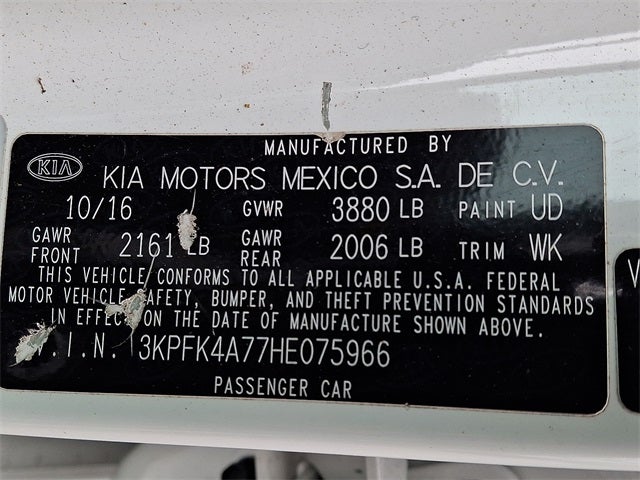 MANUFACTURED BY
KIA KIA MOTORS MEXICO S.A. DE C.V.
10/16 GVWR 3880 LB PAINT UD
GAWR FRONT 2161 LB GAWR REAR 2006 LB TRIM WK
THIS VEHICLE CONFORMS TO ALL APPLICABLE U.S.A. FEDERAL
MOTOR VEHICLE SAFETY, BUMPER, AND THEFT PREVENTION STANDARDS
IN EFFECT ON THE DATE OF MANUFACTURE SHOWN ABOVE.
V.I.N. 3KPFK4A77HE075966
PASSENGER CAR
V